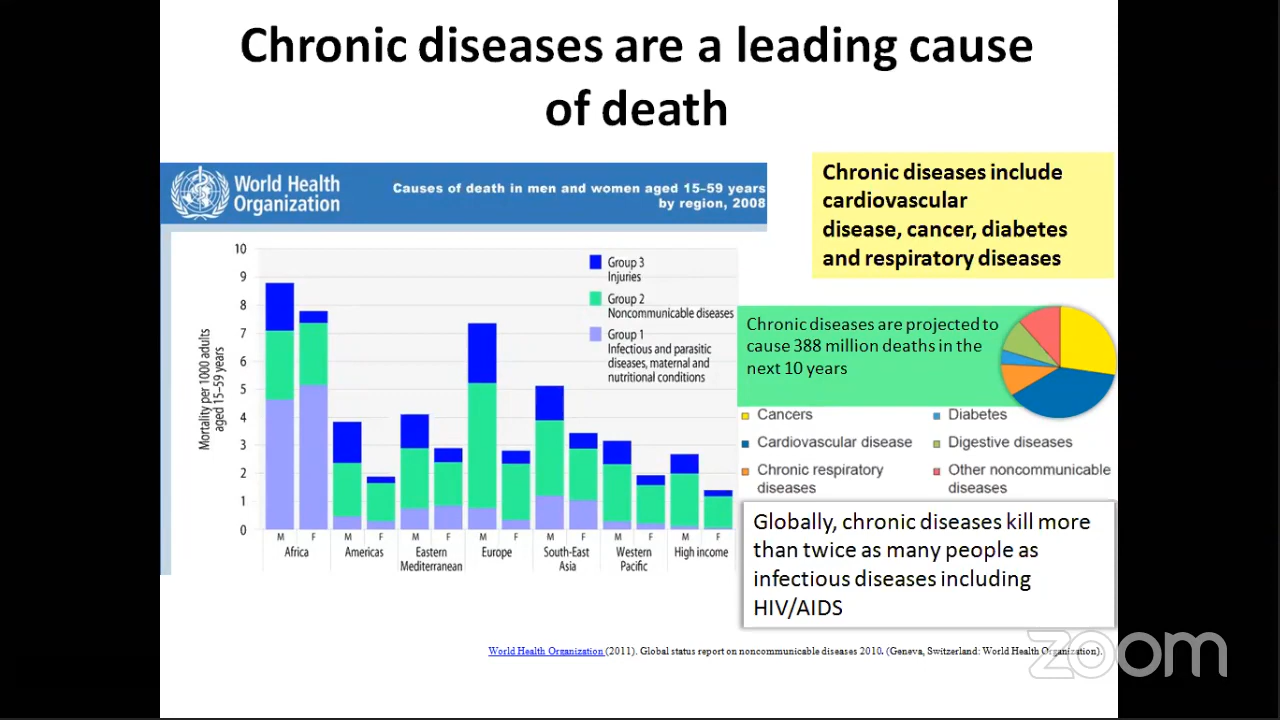 Chronic diseases are a leading cause
of death
World Health
Organization
Causes of death in men and women aged 15–59 years
by region, 2008
Chronic diseases include
cardiovascular
disease, cancer, diabetes
and respiratory diseases
Mortality per 1000 adults
aged 15–59 years
10
9
8
7
6
5
4
3
2
1
0
Group 3
Injuries
Group 2
Noncommunicable diseases
Group 1
Infectious and parasitic
diseases, maternal and
nutritional conditions
M F M F M F M F M F M F M F
Africa
Americas
Eastern
Mediterranean
Europe
South-East
Asia
Western
Pacific
High income
Chronic diseases are projected to
cause 388 million deaths in the
next 10 years
Cancers
Cardiovascular disease
Chronic respiratory
diseases
Diabetes
Digestive diseases
Other noncommunicable
diseases
Globally, chronic diseases kill more
than twice as many people as
infectious diseases including
HIV/AIDS
World Health Organization (2011). Global status report on noncommunicable diseases 2010. (Geneva, Switzerland: World Health Organization).
zoom